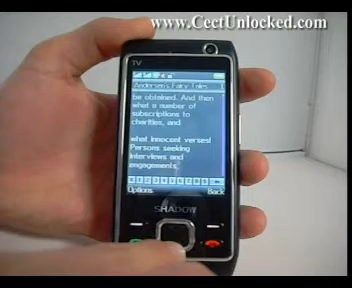 www.CectUnlocked.com
TV
Andersen's Fairy Tales
be obtained. And then
what a number of
subscriptions to
charities, and
what innocent verses!
Persons seeking
interviews and
engagements,
Options Back
SHADOW